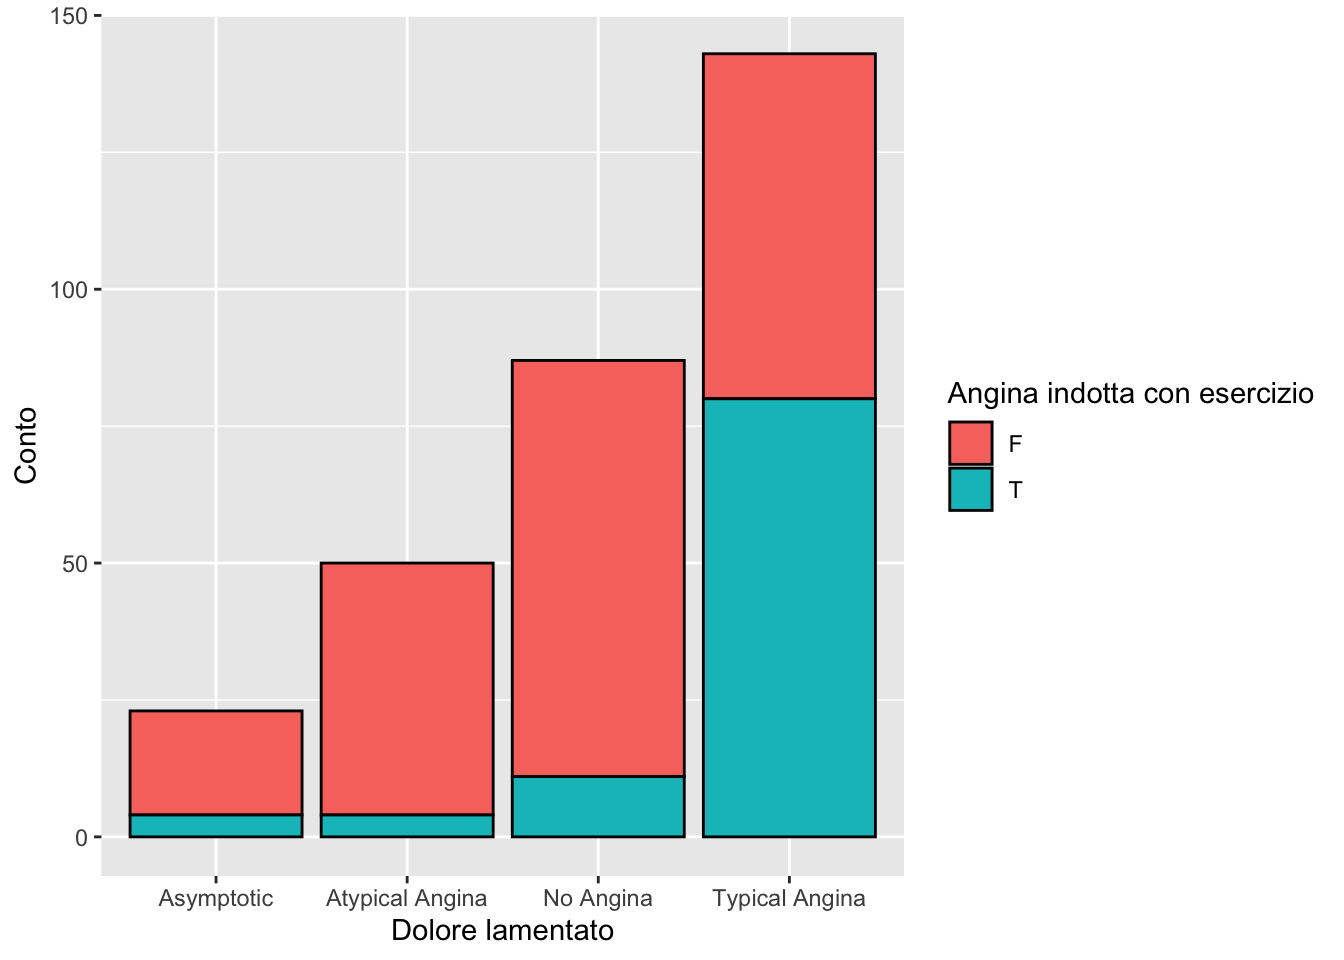 150
100
50
0
Conto
Asymptotic
Atypical Angina
No Angina
Typical Angina
Dolore lamentato
Angina indotta con esercizio
F
T